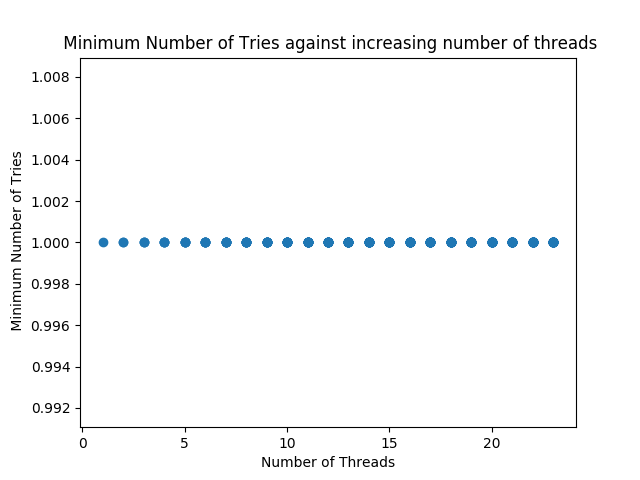 Minimum Number of Tries against increasing number of threads
1.008
1.006
1.004
1.002
1.000
0.998
0.996
0.994
0.992
Minimum Number of Tries
0 5 10 15 20
Number of Threads